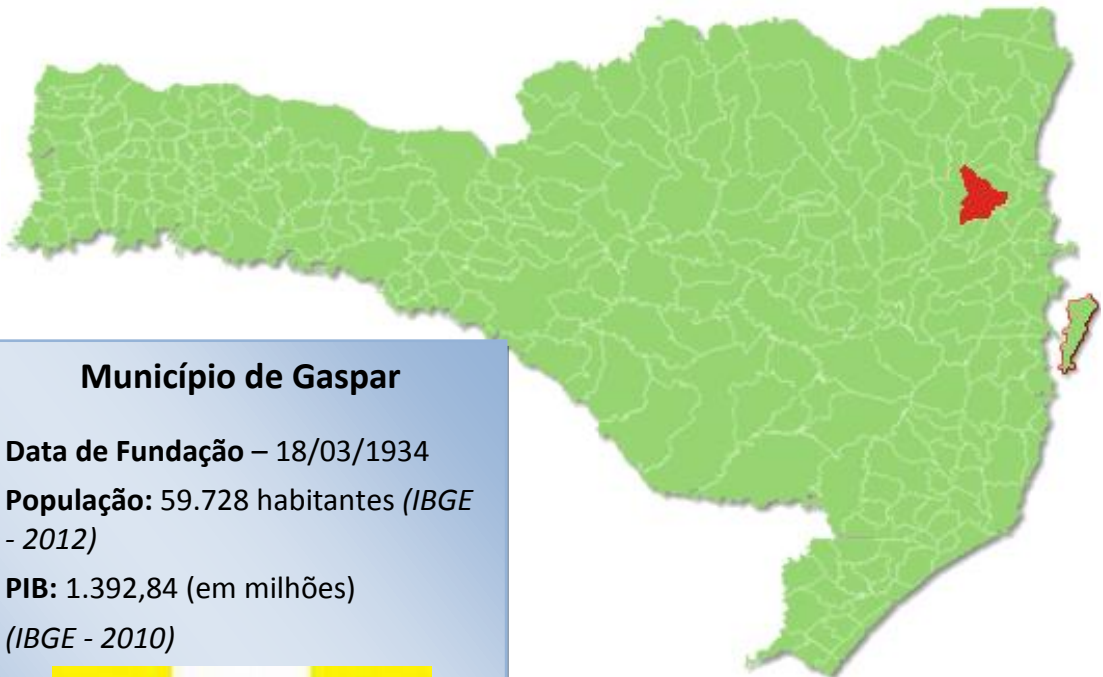 Município de Gaspar
Data de Fundação – 18/03/1934
População: 59.728 habitantes (IBGE
- 2012)
PIB: 1.392,84 (em milhões)
(IBGE - 2010)